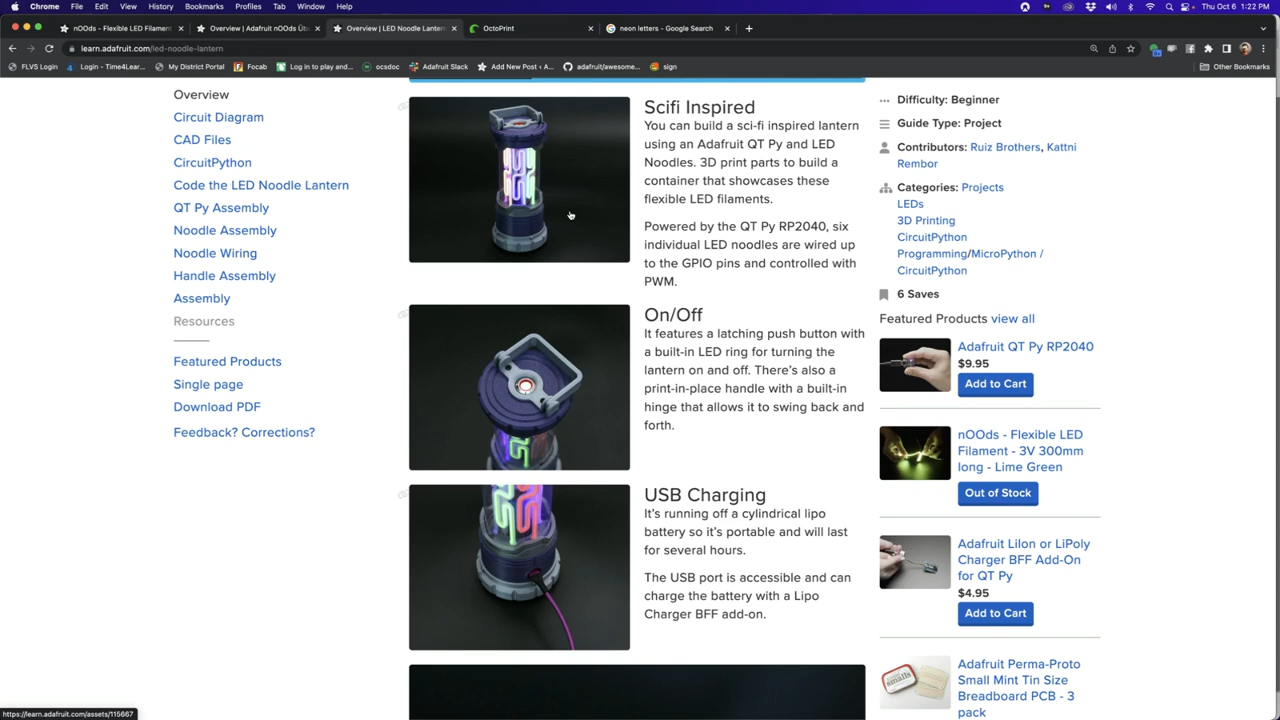 Chrome File Edit View History Bookmarks Profiles Tab Window Help Thu Oct 6 1:22 PM
nOOds - Flexible LED Filament Overview | Adafruit nOOds Üb Overview | LED Noodle Lantern OctoPrint neon letters - Google Search
learn.adafruit.com/led-noodle-lantern
FLVS Login Login - Time4Lear... My District Portal Focab Log in to play and... ocsdoc Adafruit Slack Add New Post ‹ A... adafruit/awesome... sign Other Bookmarks
Overview
Circuit Diagram
CAD Files
CircuitPython
Code the LED Noodle Lantern
QT Py Assembly
Noodle Assembly
Noodle Wiring
Handle Assembly
Assembly
Resources
Featured Products
Single page
Download PDF
Feedback? Corrections?
Scifi Inspired
You can build a sci-fi inspired lantern
using an Adafruit QT Py and LED
Noodles. 3D print parts to build a
container that showcases these
flexible LED filaments.
Powered by the QT Py RP2040, six
individual LED noodles are wired up
to the GPIO pins and controlled with
PWM.
On/Off
It features a latching push button with
a built-in LED ring for turning the
lantern on and off. There's also a
print-in-place handle with a built-in
hinge that allows it to swing back and
forth.
USB Charging
It's running off a cylindrical lipo
battery so it's portable and will last
for several hours.
The USB port is accessible and can
charge the battery with a Lipo
Charger BFF add-on.
Difficulty: Beginner
Guide Type: Project
Contributors: Ruiz Brothers, Kattni
Rembor
Categories: Projects
LEDs
3D Printing
CircuitPython
Programming/MicroPython /
CircuitPython
6 Saves
Featured Products view all
Adafruit QT Py RP2040
$9.95
Add to Cart
nOOds - Flexible LED
Filament - 3V 300mm
long - Lime Green
Out of Stock
Adafruit LiIon or LiPoly
Charger BFF Add-On
for QT Py
$4.95
Add to Cart
Adafruit Perma-Proto
Small Mint Tin Size
Breadboard PCB - 3
pack
https://learn.adafruit.com/assets/115667